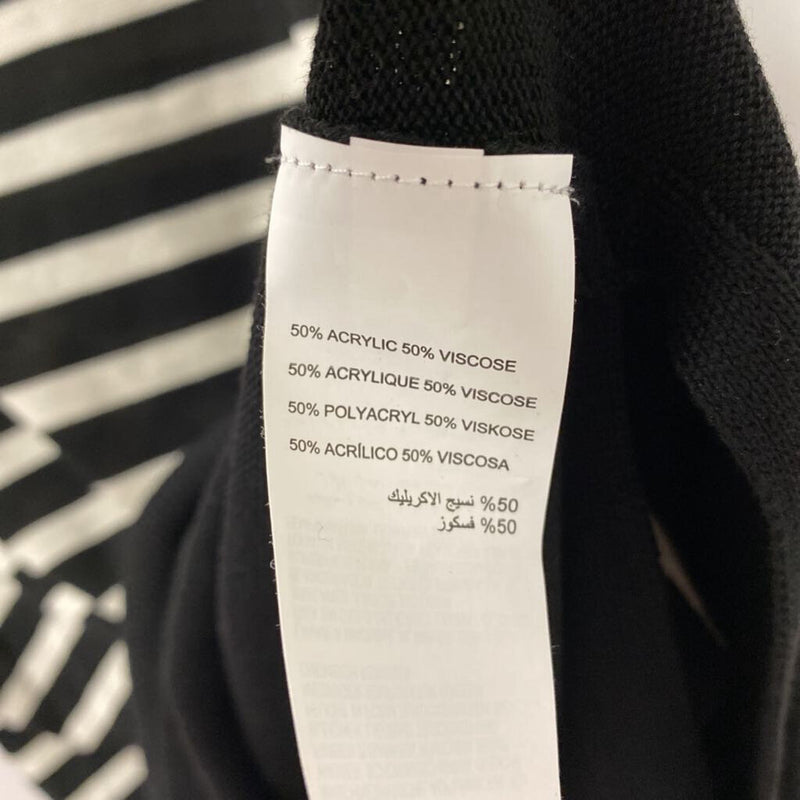 50% ACRYLIC 50% VISCOSE
50% ACRYLIQUE 50% VISCOSE
50% POLYACRYL 50% VISKOSE
50% ACRÍLICO 50% VISCOSA
50% نسيج الاكريليك
50% فسكوز